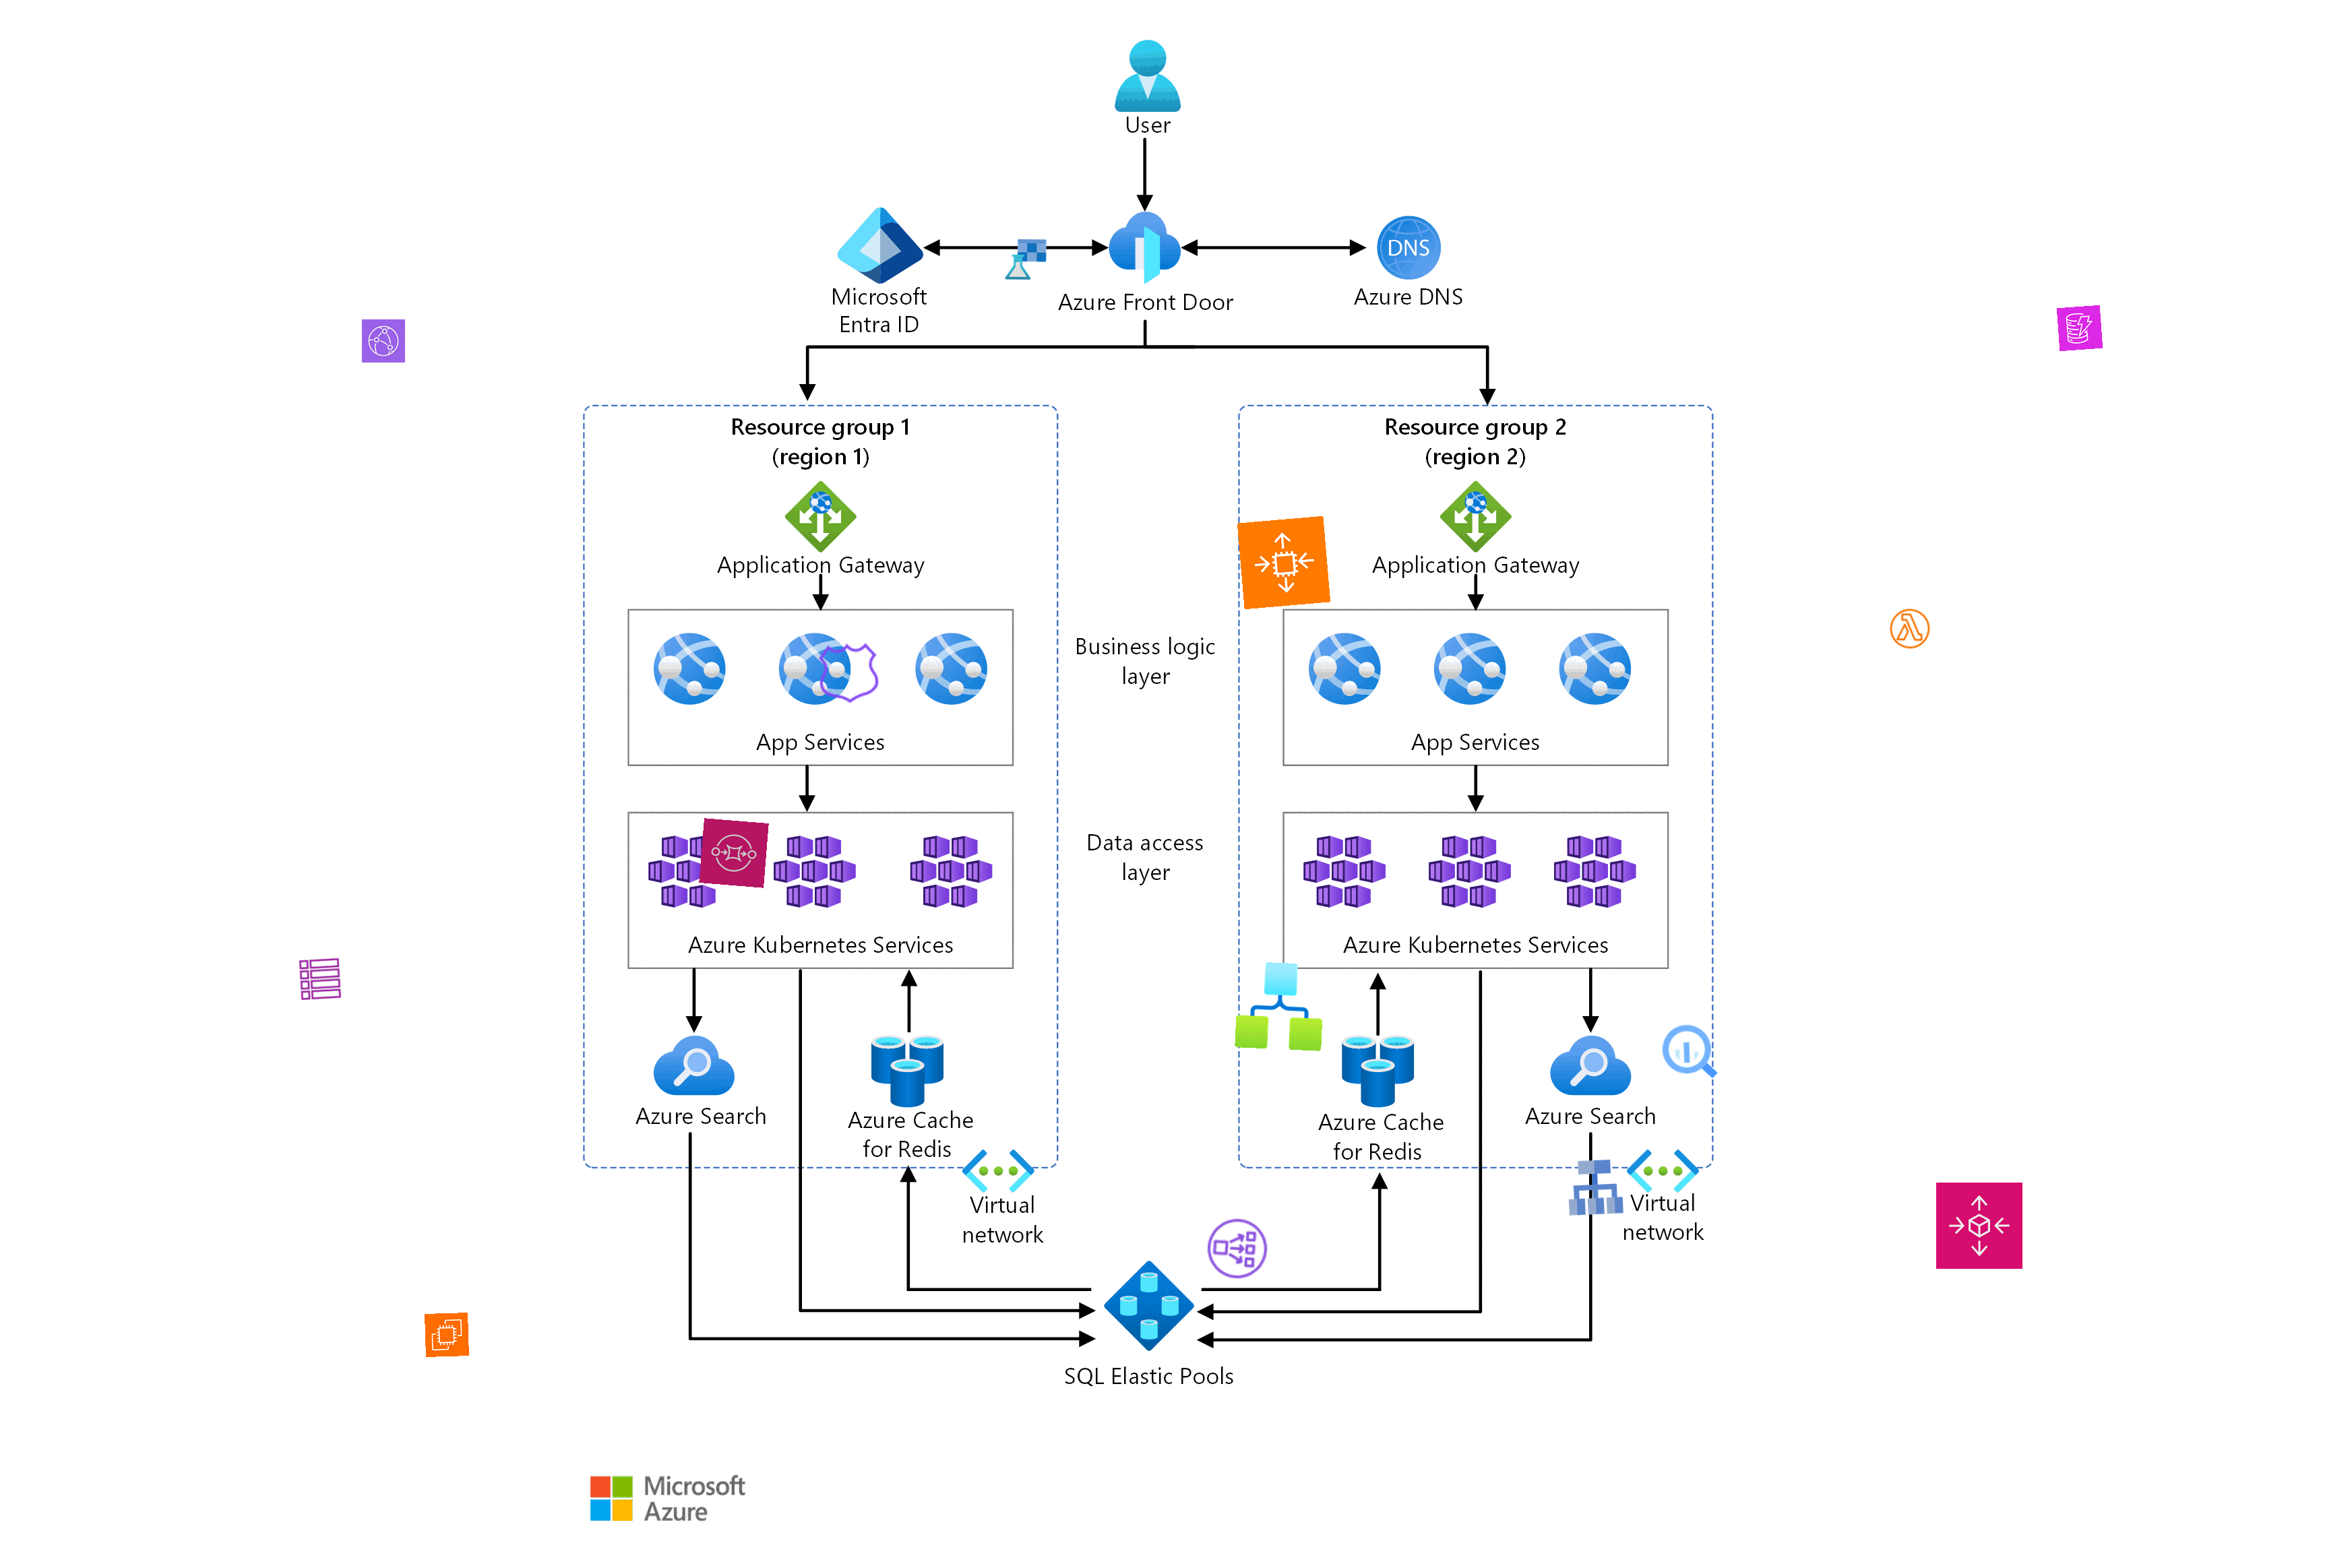 User
Microsoft
Entra ID
Azure Front Door
DNS
Azure DNS
Resource group 1
(region 1)
Resource group 2
(region 2)
Application Gateway
Application Gateway
Business logic
layer
App Services
App Services
Data access
layer
Azure Kubernetes Services
Azure Kubernetes Services
Azure Search
Azure Cache
for Redis
Azure Cache
for Redis
Azure Search
Virtual
network
Virtual
network
SQL Elastic Pools
Microsoft
Azure